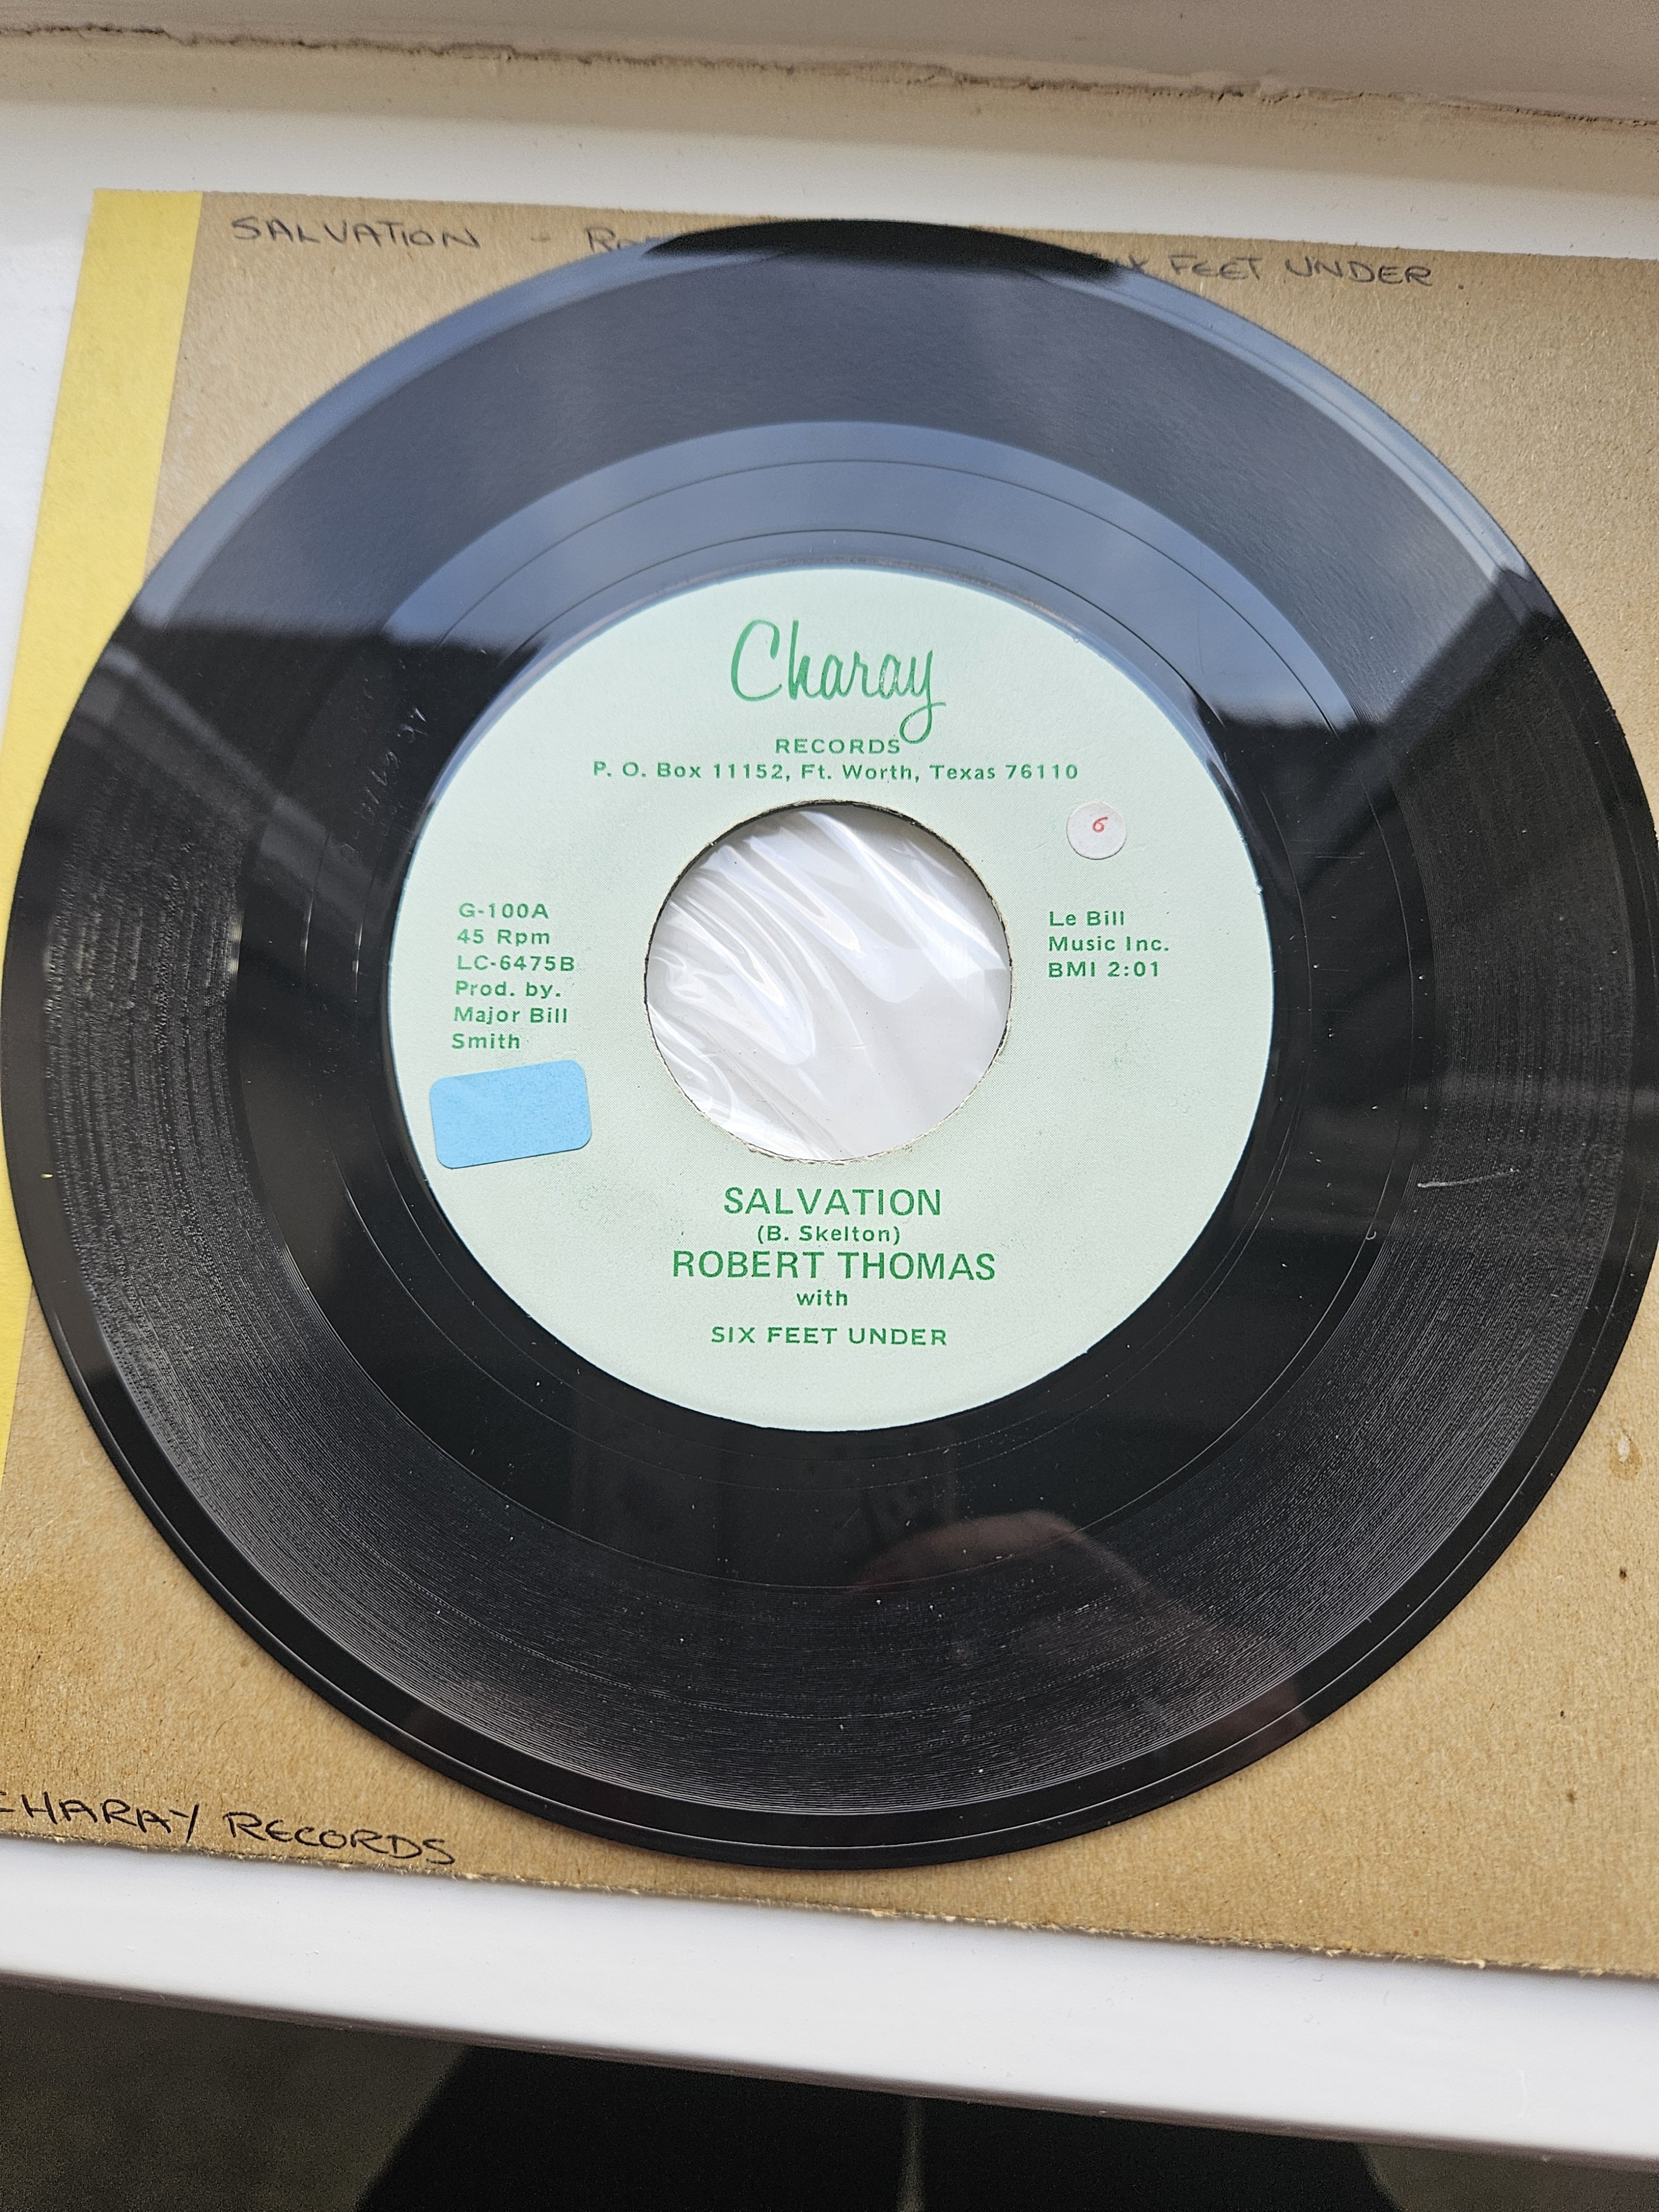 SALVATION - FEET UNDER.
Charay
RECORDS
P. O. Box 11152, Ft. Worth, Texas 76110
6
G-100A
45 Rpm
LC-6475B
Prod. by.
Major Bill
Smith
Le Bill
Music Inc.
BMI 2:01
SALVATION
(B. Skelton)
ROBERT THOMAS
with
SIX FEET UNDER
CHARAY RECORDS